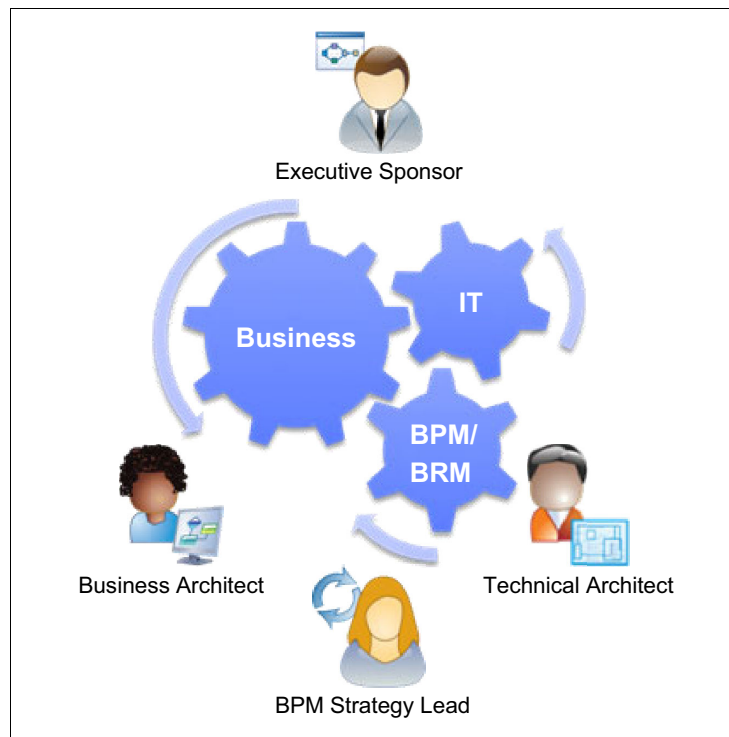 Executive Sponsor
IT
Business
BPM/
BRM
Business Architect
Technical Architect
BPM Strategy Lead